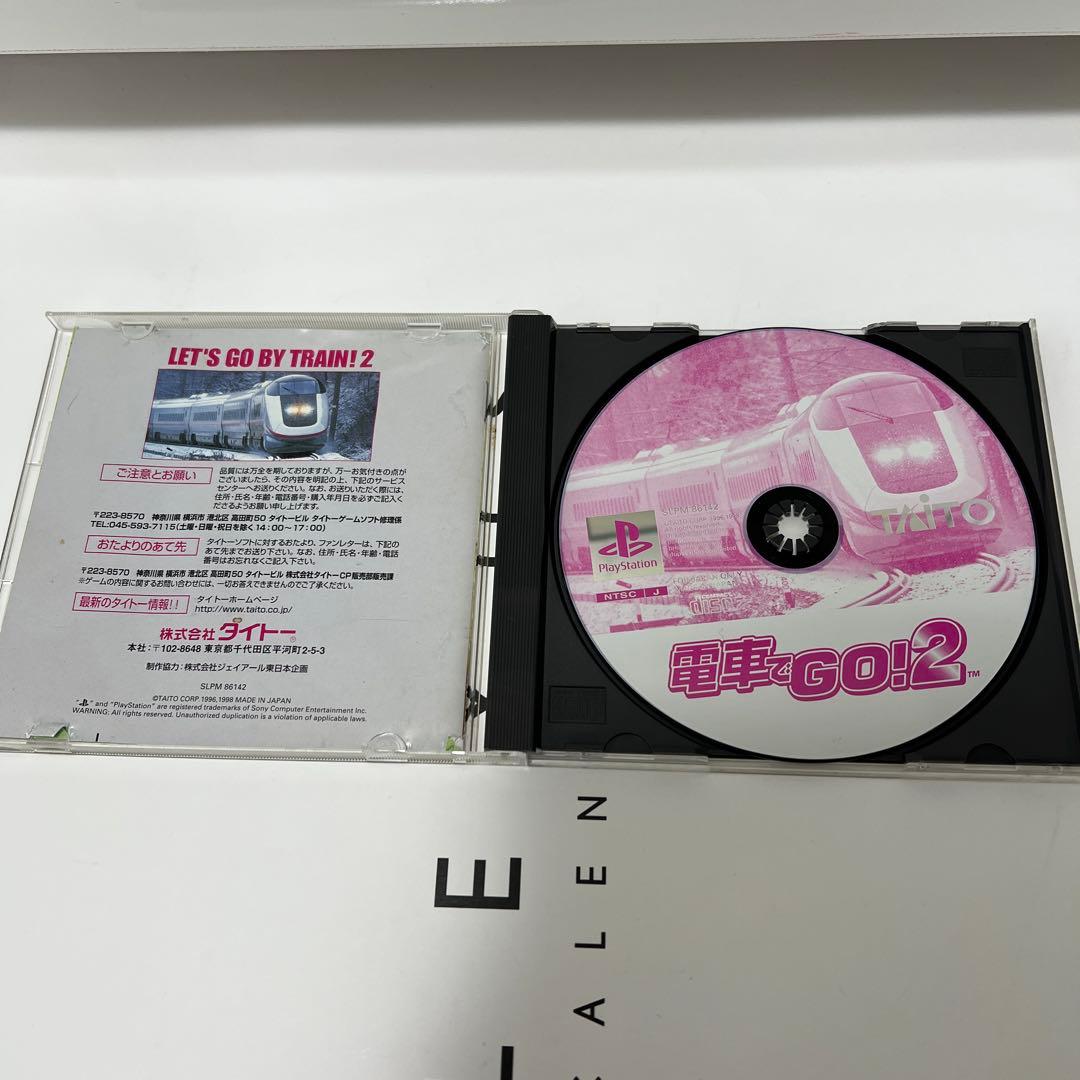 LET'S GO BY TRAIN! 2
ご注意とお願い
品質には万全を期しておりますが、万一お気付きの点が
ございましたら、その内容を明記の上、下記のサービス
センターへお送りください。なお、お送りいただく際には、
住所・氏名・年齢・電話番号・購入年月日を必ずご記入く
ださるようお願い申し上げます。
〒223-8570 神奈川県 横浜市 港北区 高田町50 タイトービル タイトーゲームソフト修理係
TEL:045-593-7115(土曜・日曜・祝日を除く14:00〜17:00)
おたよりのあて先
タイトーソフトに対するおたより、ファンレターは、下記の
あて先までお送り下さい。なお、住所・氏名・年齢・電話
番号はお忘れなくご記入下さい。
〒223-8570 神奈川県 横浜市 港北区 高田町50 タイトービル 株式会社タイトーCP販売部販売課
※ゲームの内容に関するお問い合わせには、一切お答えできませんのでご了承ください。
最新のタイトー情報!!
タイトーホームページ
http://www.taito.co.jp/
株式会社 タイトー®
本社:〒102-8648 東京都千代田区平河町2-5-3
制作協力:株式会社ジェイアール東日本企画
SLPM 86142
©TAITO CORP.1996,1998 MADE IN JAPAN
" " and "PlayStation" are registered trademarks of Sony Computer Entertainment Inc.
WARNING: All rights reserved. Unauthorized duplication is a violation of applicable laws.
SLPM 86142
TAITO
PlayStation
NTSC J
COMPACT
disc
電車でGO!2™
E
ALEN